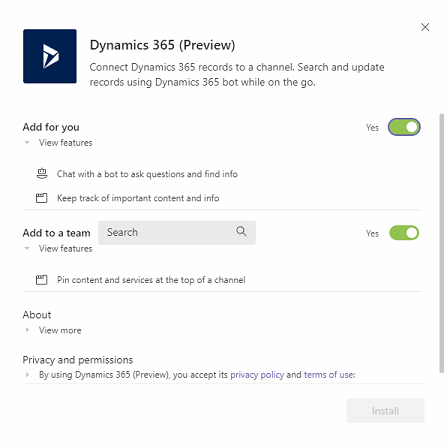 Dynamics 365 (Preview)
Connect Dynamics 365 records to a channel. Search and update
records using Dynamics 365 bot while on the go.
Add for you
Yes
View features
Chat with a bot to ask questions and find info
Keep track of important content and info
Add to a team
Search
Yes
View features
Pin content and services at the top of a channel
About
View more
Privacy and permissions
By using Dynamics 365 (Preview), you accept its privacy policy and terms of use:
Install